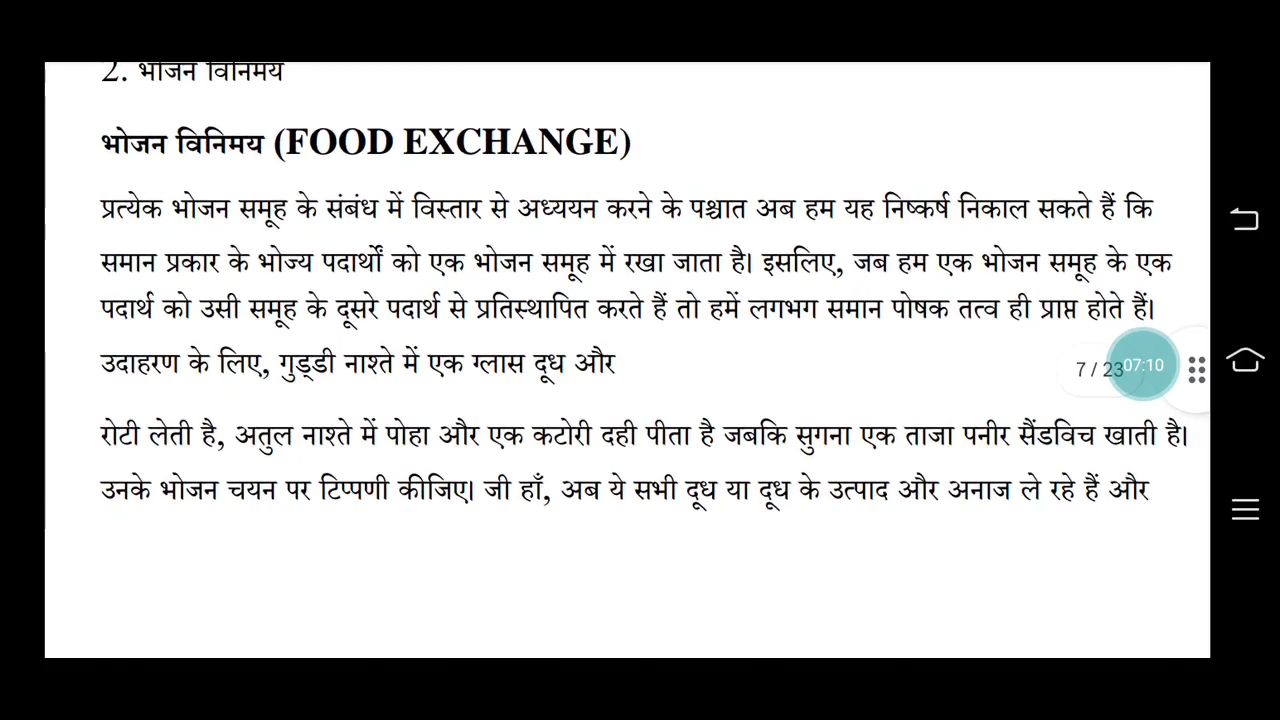 2. भोजन विनिमय
भोजन विनिमय (FOOD EXCHANGE)
प्रत्येक भोजन समूह के संबंध में विस्तार से अध्ययन करने के पश्चात अब हम यह निष्कर्ष निकाल सकते हैं कि
समान प्रकार के भोज्य पदार्थों को एक भोजन समूह में रखा जाता है। इसलिए, जब हम एक भोजन समूह के एक
पदार्थ को उसी समूह के दूसरे पदार्थ से प्रतिस्थापित करते हैं तो हमें लगभग समान पोषक तत्व ही प्राप्त होते हैं।
उदाहरण के लिए, गुड्डी नाश्ते में एक ग्लास दूध और
7 / 23
07:10
रोटी लेती है, अतुल नाश्ते में पोहा और एक कटोरी दही पीता है जबकि सुगना एक ताजा पनीर सैंडविच खाती है।
उनके भोजन चयन पर टिप्पणी कीजिए। जी हाँ, अब ये सभी दूध या दूध के उत्पाद और अनाज ले रहे हैं और